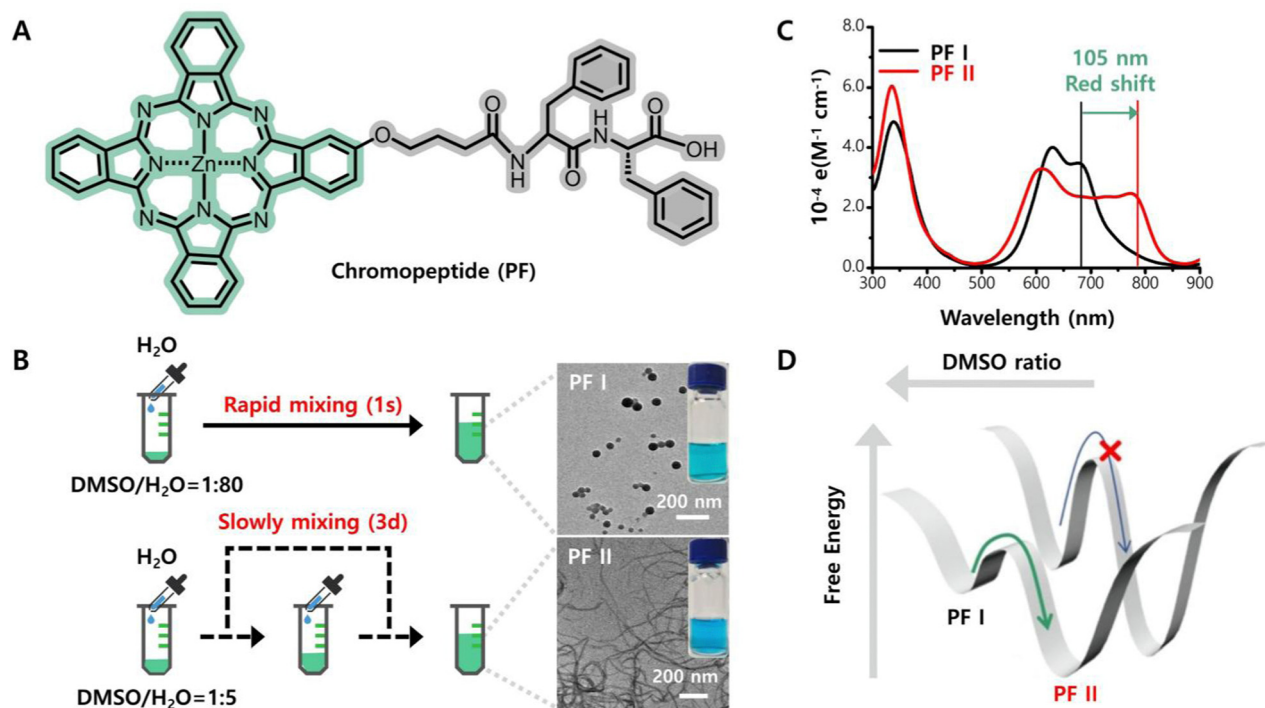 A
N
N
N
N
N
Zn
N
N
N
O
O
N
H
O
H
N
O
OH
Chromopeptide (PF)
B
H₂O
Rapid mixing (1s)
DMSO/H₂O=1:80
Slowly mixing (3d)
H₂O
DMSO/H₂O=1:5
PF I
200 nm
PF II
200 nm
C
PF I
PF II
105 nm
Red shift
10⁻⁴ e(M⁻¹ cm⁻¹)
8.0
6.0
4.0
2.0
0.0
300 400 500 600 700 800 900
Wavelength (nm)
D
DMSO ratio
Free Energy
PF I
PF II